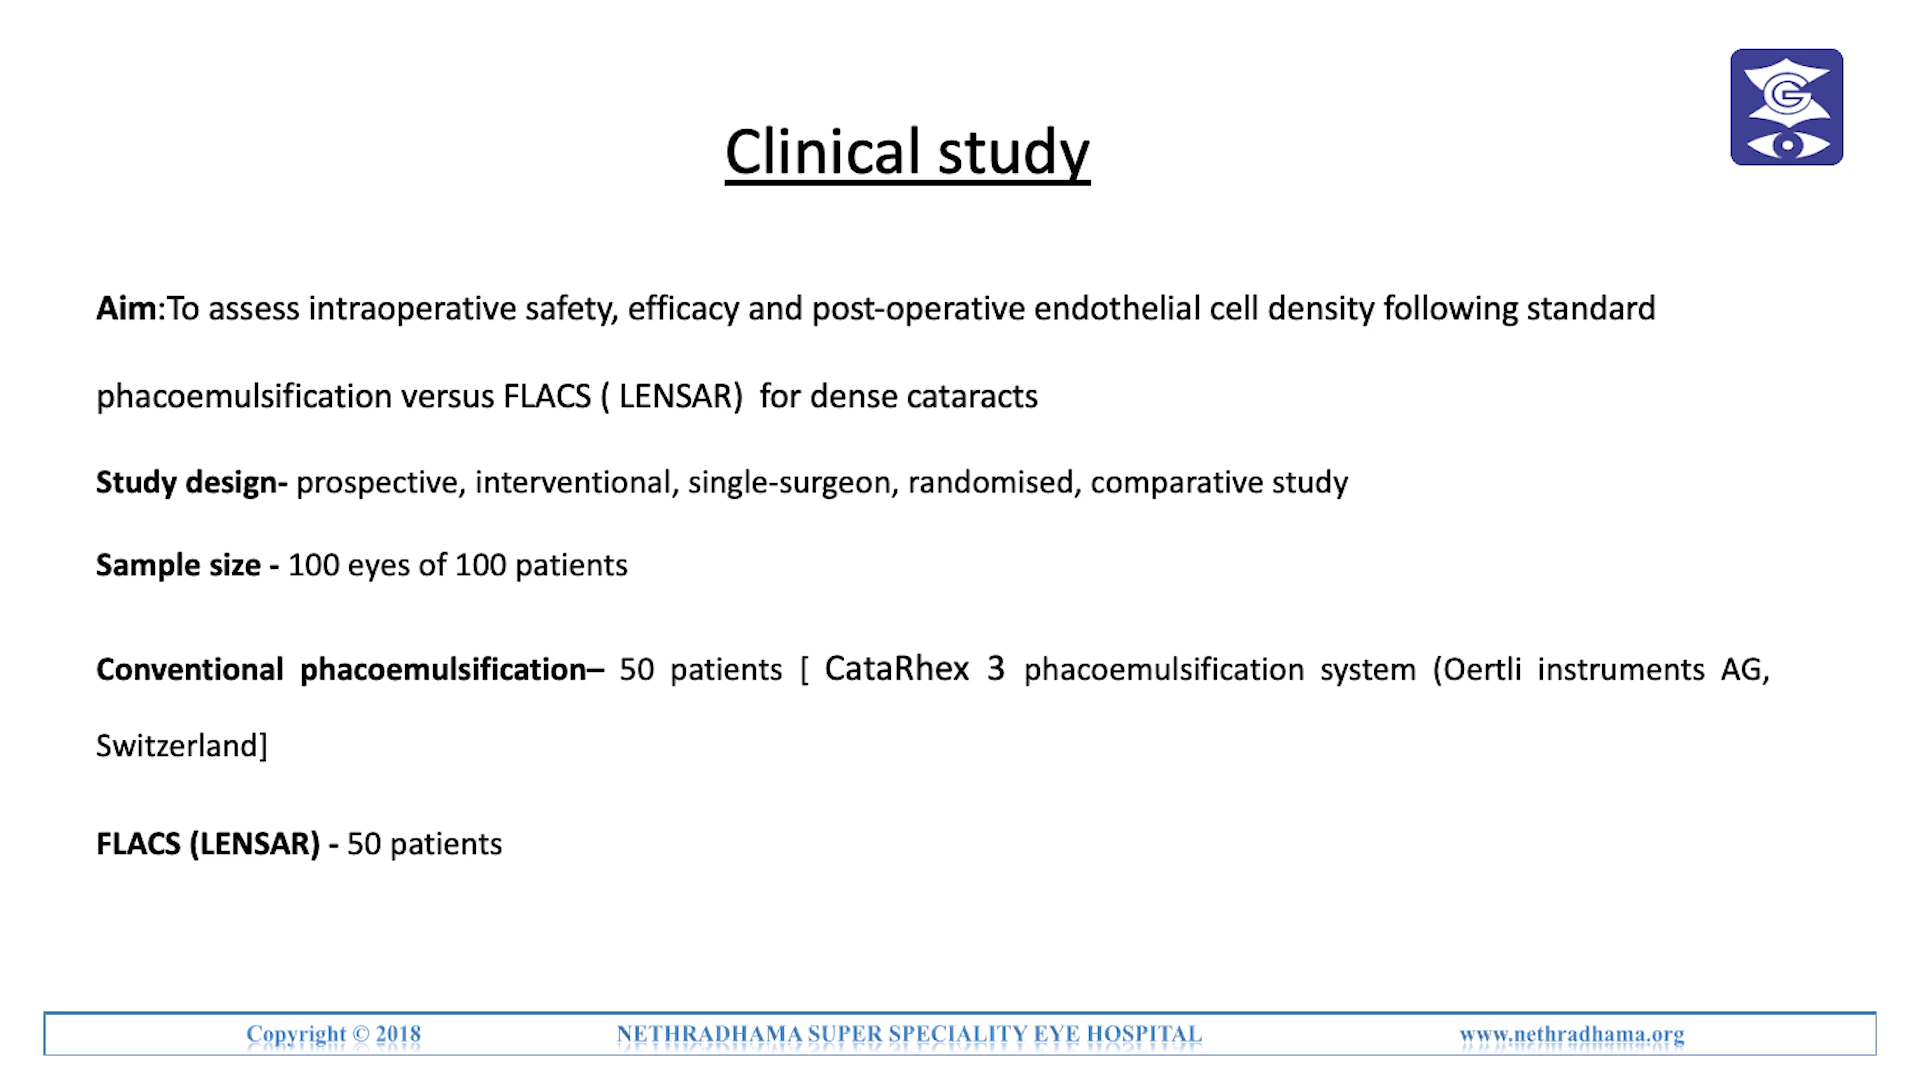 Clinical study
Aim:To assess intraoperative safety, efficacy and post-operative endothelial cell density following standard
phacoemulsification versus FLACS ( LENSAR)  for dense cataracts
Study design- prospective, interventional, single-surgeon, randomised, comparative study
Sample size - 100 eyes of 100 patients
Conventional phacoemulsification– 50 patients [ CataRhex 3 phacoemulsification system (Oertli instruments AG,
Switzerland]
FLACS (LENSAR) - 50 patients
Copyright © 2018 NETHRADHAMA SUPER SPECIALITY EYE HOSPITAL www.nethradhama.org